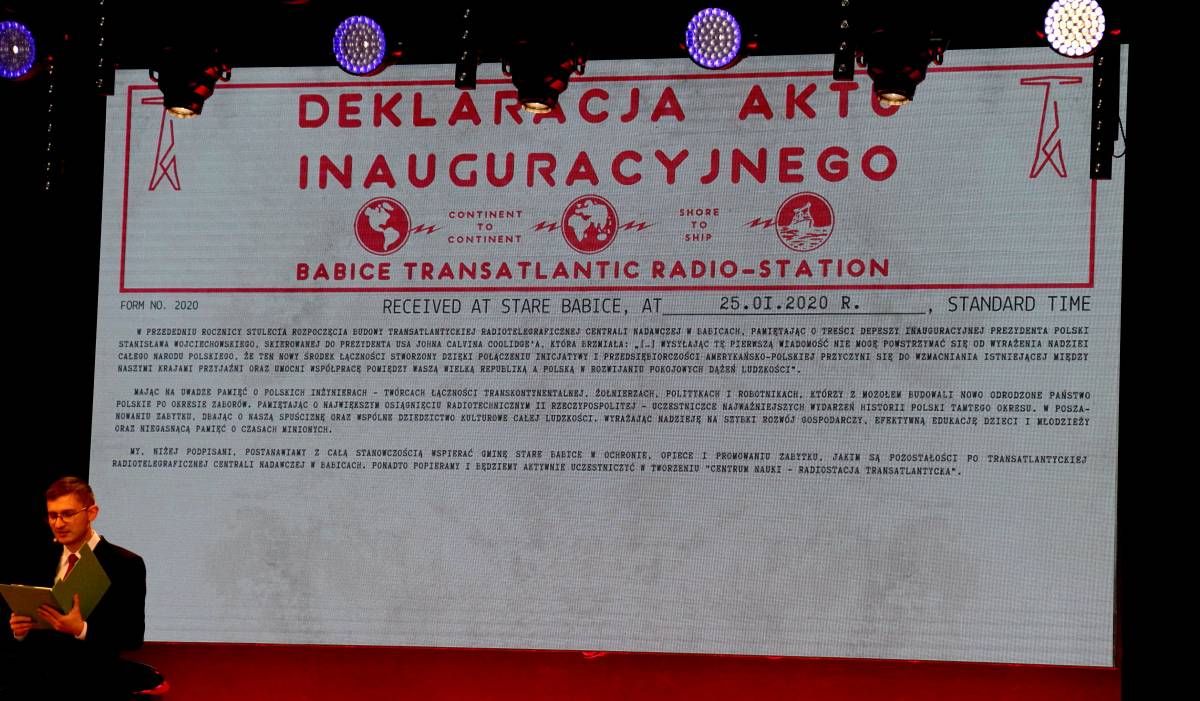 DEKLARACJA AKTU
INAUGURACYJNEGO
CONTINENT
TO
CONTINENT
SHORE
TO
SHIP
BABICE TRANSATLANTIC RADIO-STATION
FORM NO. 2020 RECEIVED AT STARE BABICE, AT 25.01.2020 R. , STANDARD TIME
W PRZEDEDNIU ROCZNICY STULECIA ROZPOCZĘCIA BUDOWY TRANSATLANTYCKIEJ RADIOTELEGRAFICZNEJ CENTRALI NADAWCZEJ W BABICACH, PAMIĘTAJĄC O TREŚCI DEPESZY INAUGURACYJNEJ PREZYDENTA POLSKI
STANISŁAWA WOJCIECHOWSKIEGO, SKIEROWANEJ DO PREZYDENTA USA JOHNA CALVINA COOLIDGE'A, KTÓRA BRZMIAŁA: „[…] WYSYŁAJĄC TĘ PIERWSZĄ WIADOMOŚĆ NIE MOGĘ POWSTRZYMAĆ SIĘ OD WYRAŻENIA NADZIEI
CAŁEGO NARODU POLSKIEGO, ŻE TEN NOWY ŚRODEK ŁĄCZNOŚCI STWORZONY DZIĘKI POŁĄCZENIU INICJATYWY I PRZEDSIĘBIORCZOŚCI AMERYKAŃSKO-POLSKIEJ PRZYCZYNI SIĘ DO WZMACNIANIA ISTNIEJĄCEJ MIĘDZY
NASZYMI KRAJAMI PRZYJAŹNI ORAZ UMOCNI WSPÓŁPRACĘ POMIĘDZY WASZĄ WIELKĄ REPUBLIKĄ A POLSKĄ W ROZWIJANIU POKOJOWYCH DĄŻEŃ LUDZKOŚCI".
MAJĄC NA UWADZE PAMIĘĆ O POLSKICH INŻYNIERACH - TWÓRCACH ŁĄCZNOŚCI TRANSKONTYNENTALNEJ, ŻOŁNIERZACH, POLITYKACH I ROBOTNIKACH, KTÓRZY Z MOZOŁEM BUDOWALI NOWO ODRODZONE PAŃSTWO
POLSKIE PO OKRESIE ZABORÓW. PAMIĘTAJĄC O NAJWIĘKSZYM OSIĄGNIĘCIU RADIOTECHNICZNYM II RZECZYPOSPOLITEJ - UCZESTNICZCE NAJWAŻNIEJSZYCH WYDARZEŃ HISTORII POLSKI TAMTEGO OKRESU. W POSZA-
NOWANIU ZABYTKU, DBAJĄC O NASZĄ SPUŚCIZNĘ ORAZ WSPÓLNE DZIEDZICTWO KULTUROWE CAŁEJ LUDZKOŚCI. WYRAŻAJĄC NADZIEJĘ NA SZYBKI ROZWÓJ GOSPODARCZY, EFEKTYWNĄ EDUKACJĘ DZIECI I MŁODZIEŻY
ORAZ NIEGASNĄCĄ PAMIĘĆ O CZASACH MINIONYCH.
MY, NIŻEJ PODPISANI, POSTANAWIAMY Z CAŁĄ STANOWCZOŚCIĄ WSPIERAĆ GMINĘ STARE BABICE W OCHRONIE, OPIECE I PROMOWANIU ZABYTKU, JAKIM SĄ POZOSTAŁOŚCI PO TRANSATLANTYCKIEJ
RADIOTELEGRAFICZNEJ CENTRALI NADAWCZEJ W BABICACH. PONADTO POPIERAMY I BĘDZIEMY AKTYWNIE UCZESTNICZYĆ W TWORZENIU "CENTRUM NAUKI - RADIOSTACJA TRANSATLANTYCKA".